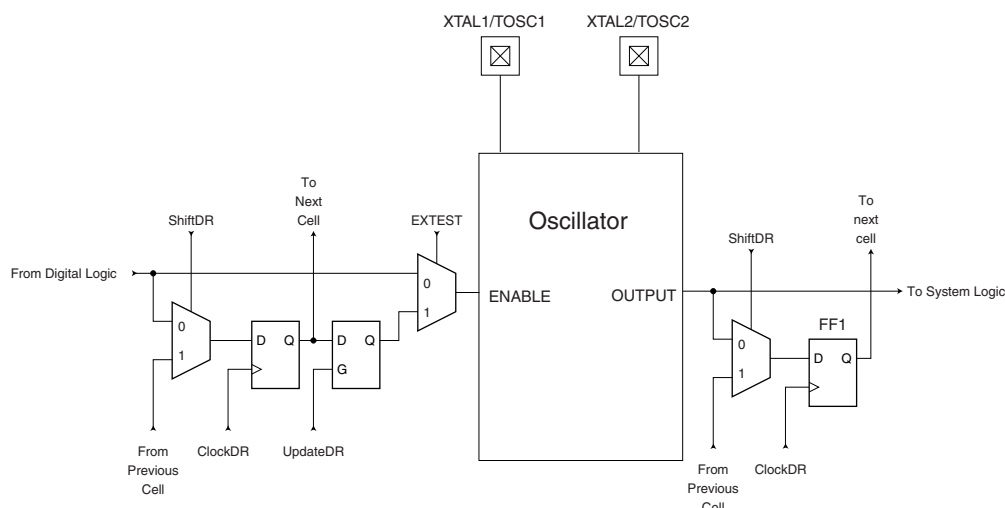 XTAL1/TOSC1
XTAL2/TOSC2
To
Next
Cell
ShiftDR
EXTEST
From Digital Logic
0
1
0
1
D
Q
D
Q
G
From
Previous
Cell
ClockDR
UpdateDR
Oscillator
ENABLE
OUTPUT
To
next
cell
ShiftDR
To System Logic
FF1
0
1
D
Q
From
Previous
Cell
ClockDR